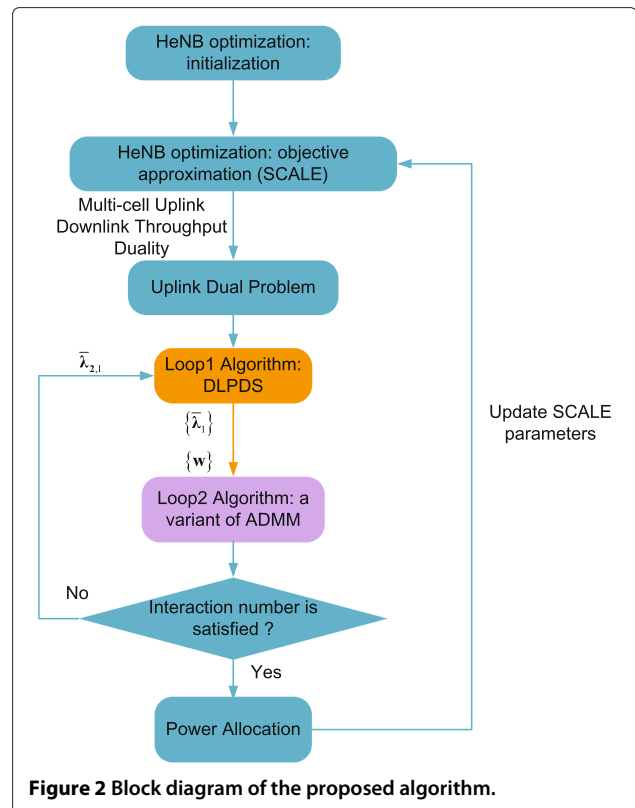 HeNB optimization:
initialization
HeNB optimization: objective
approximation (SCALE)
Multi-cell Uplink
Downlink Throughput
Duality
Uplink Dual Problem
Loop1 Algorithm:
DLPDS
λ̅₂,₁
{λ̅₁}
{w}
Update SCALE
parameters
Loop2 Algorithm: a
variant of ADMM
No
Interaction number is
satisfied ?
Yes
Power Allocation
Figure 2 Block diagram of the proposed algorithm.